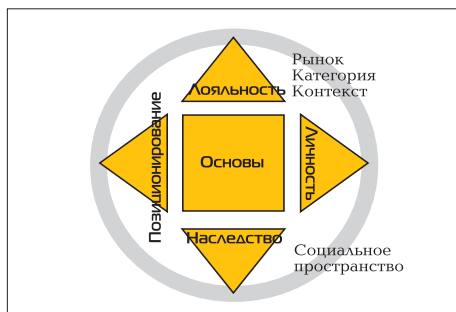 Рынок
Категория
Контекст
Лояльность
Позиционирование
Основы
Личность
Наследство
Социальное
пространство